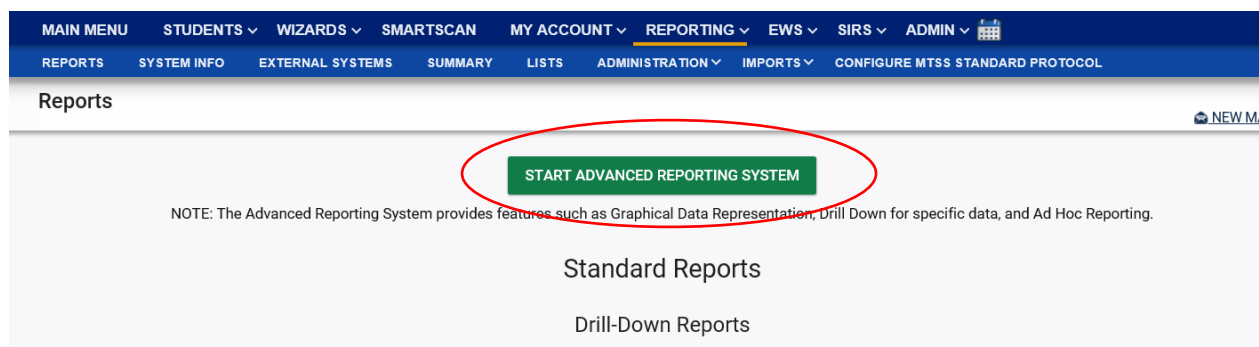 MAIN MENU STUDENTS WIZARDS SMARTSCAN MY ACCOUNT REPORTING EWS SIRS ADMIN
REPORTS SYSTEM INFO EXTERNAL SYSTEMS SUMMARY LISTS ADMINISTRATION IMPORTS CONFIGURE MTSS STANDARD PROTOCOL
Reports
NEW
START ADVANCED REPORTING SYSTEM
NOTE: The Advanced Reporting System provides features such as Graphical Data Representation, Drill Down for specific data, and Ad Hoc Reporting.
Standard Reports
Drill-Down Reports